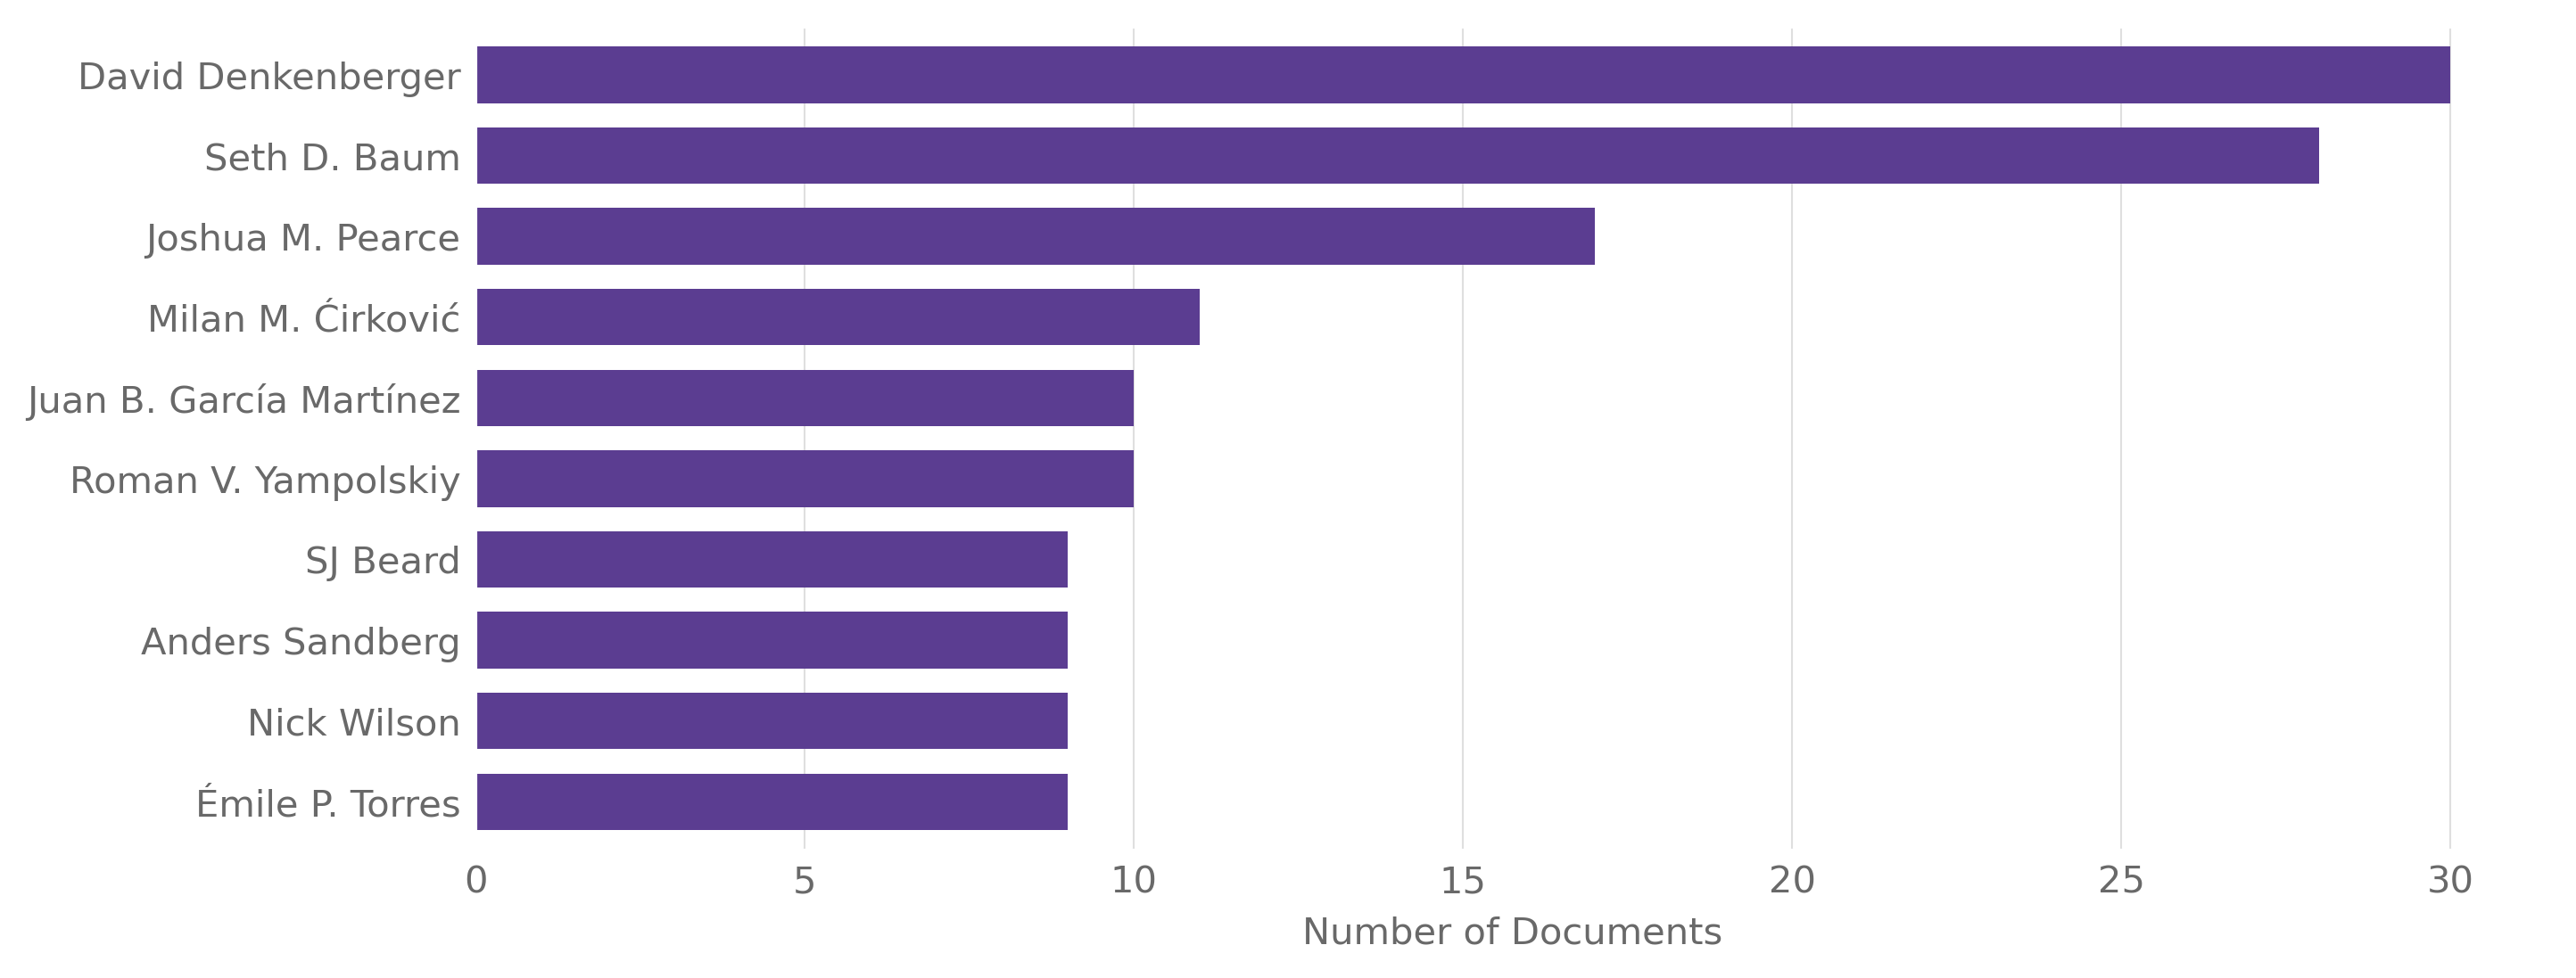 David Denkenberger
Seth D. Baum
Joshua M. Pearce
Milan M. Ćirković
Juan B. García Martínez
Roman V. Yampolskiy
SJ Beard
Anders Sandberg
Nick Wilson
Émile P. Torres
0 5 10 15 20 25 30
Number of Documents